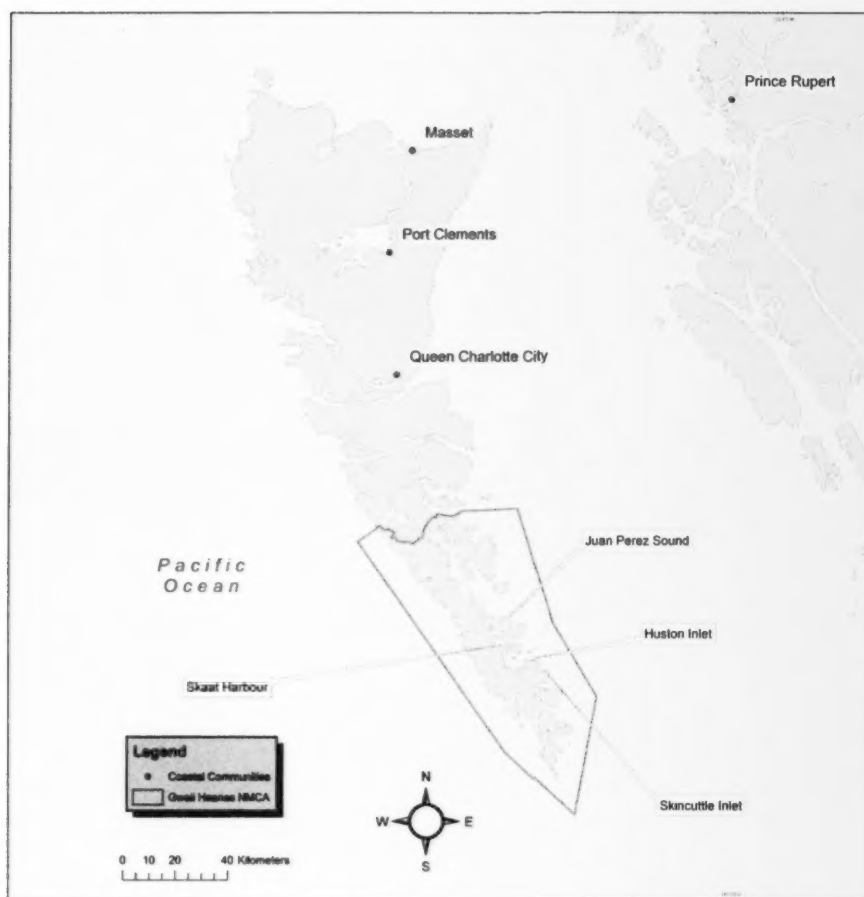 Prince Rupert
Masset
Port Clements
Queen Charlotte City
Juan Perez Sound
Pacific
Ocean
Huston Inlet
Skaat Harbour
Legend
Coastal Communities
Gwaii Haanas NMCA
N
W E
S
Skincuttle Inlet
0 10 20 40 Kilometers